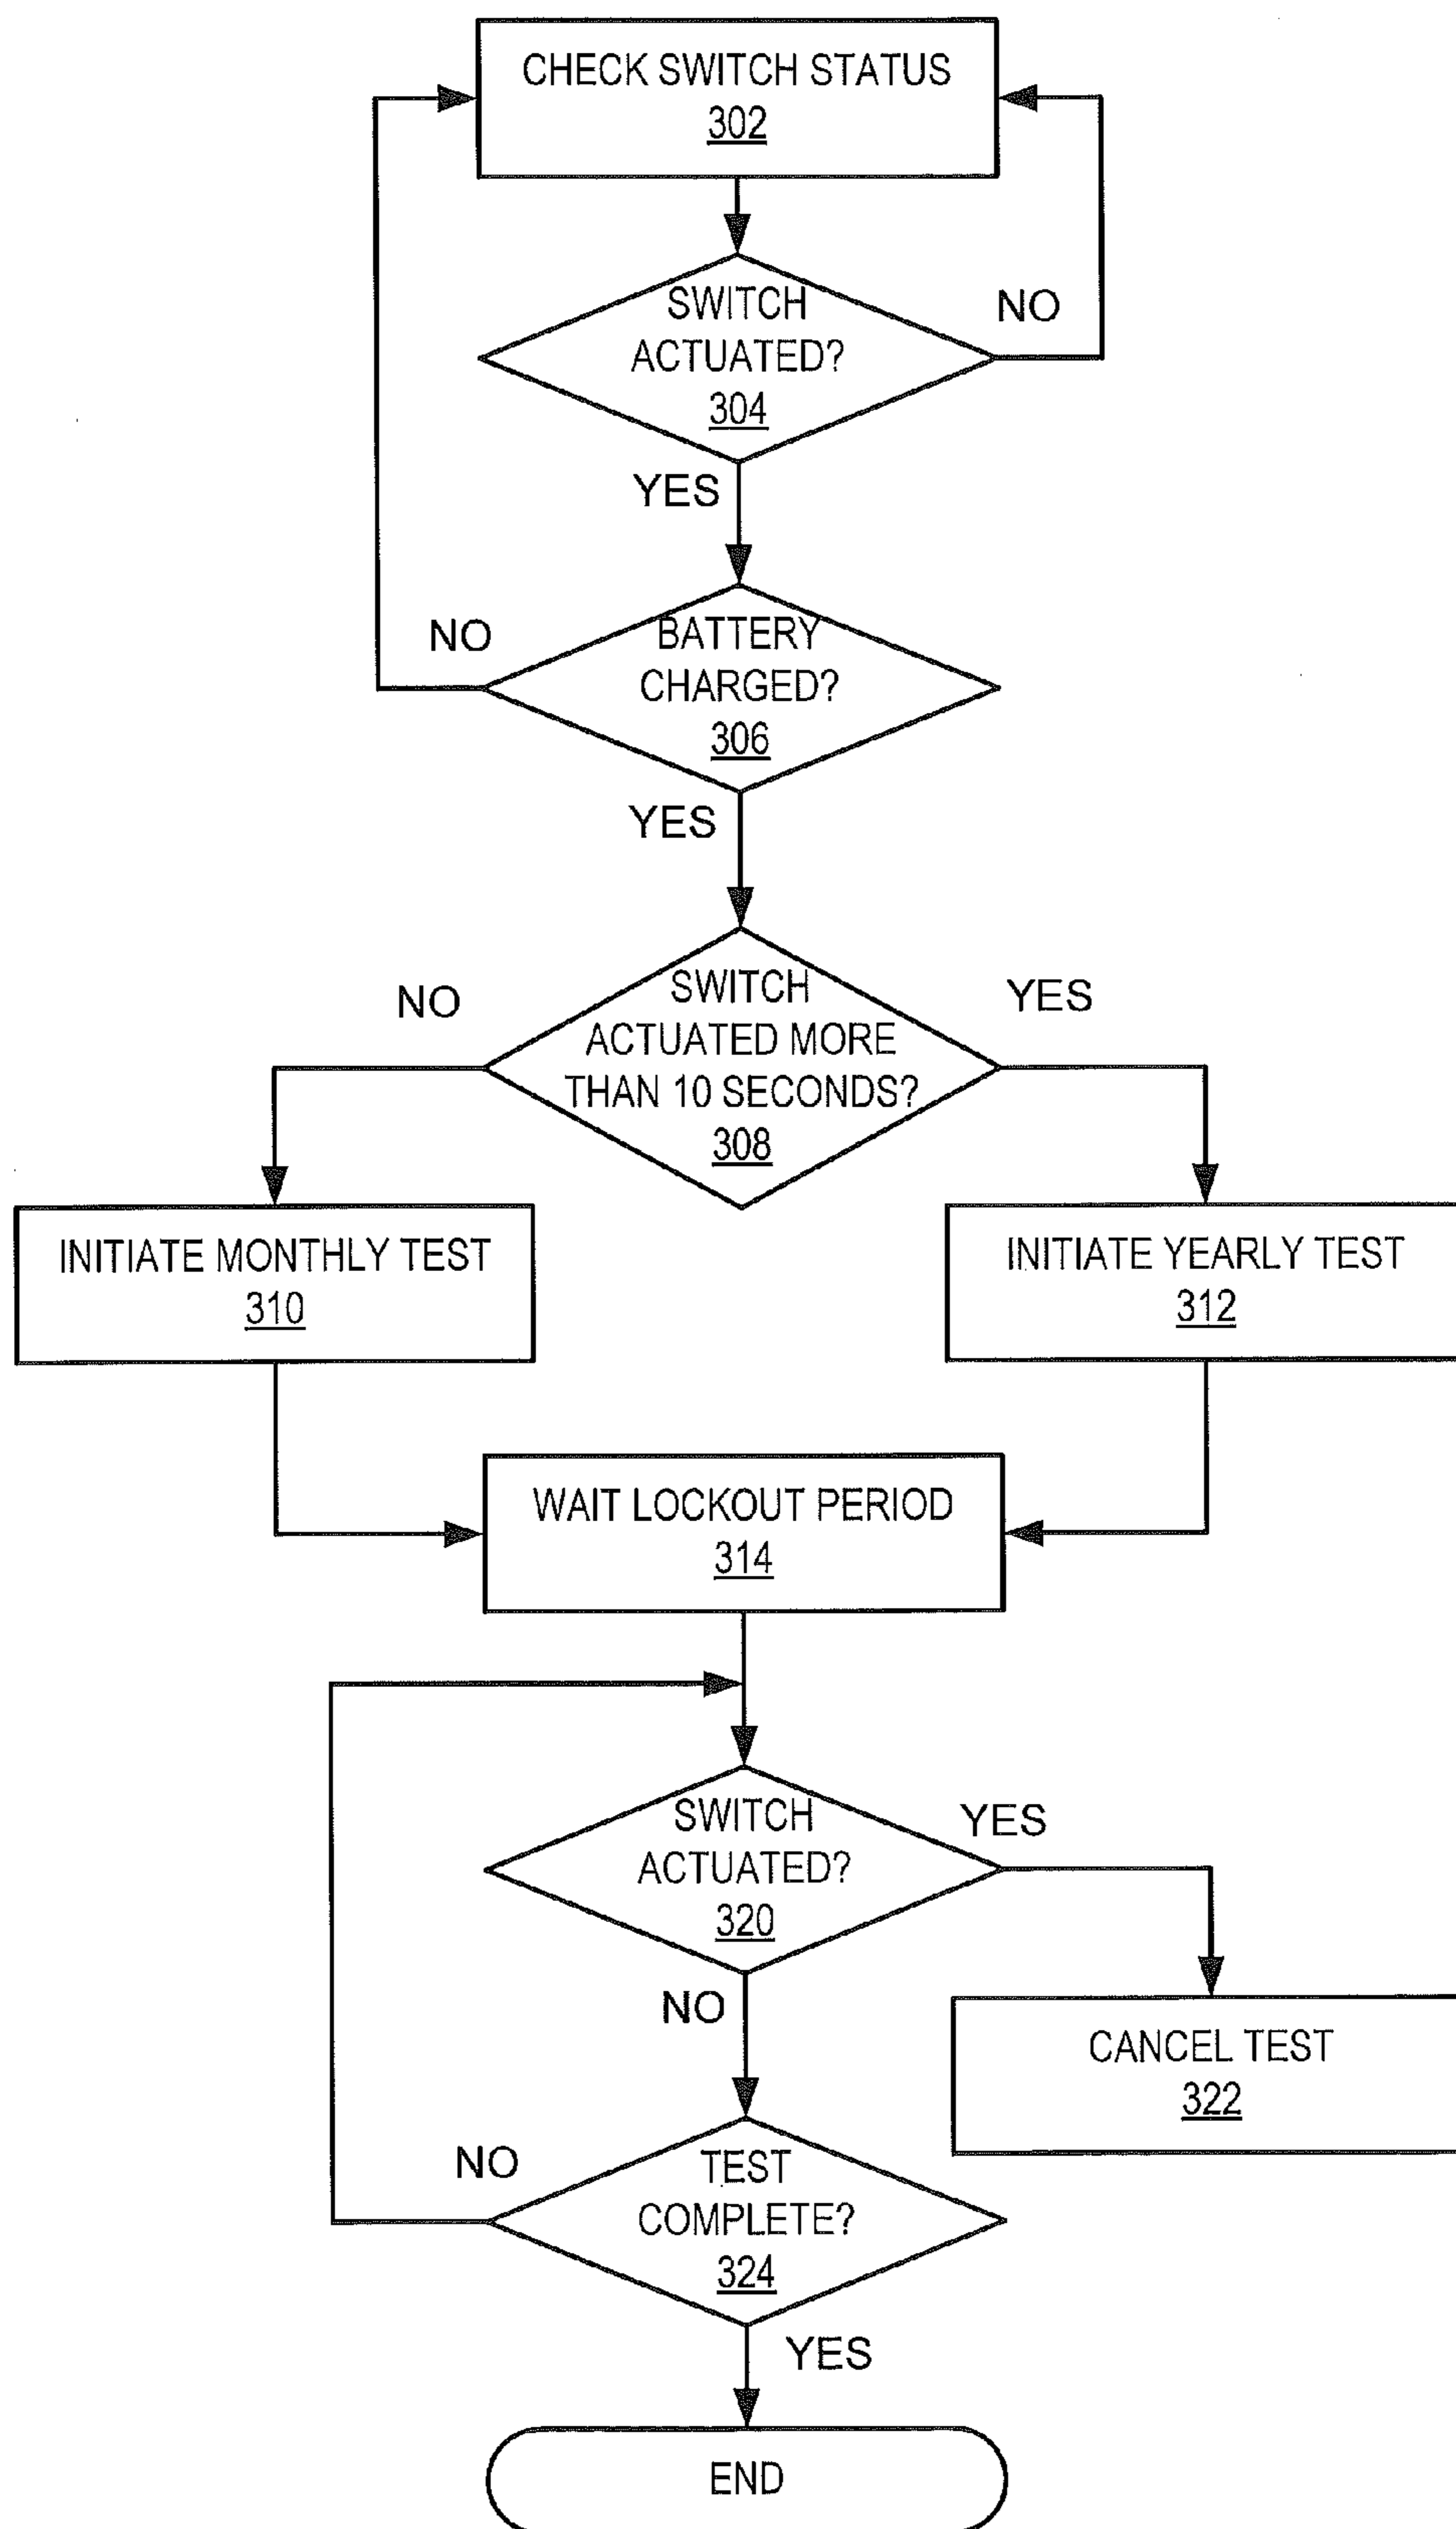 CHECK SWITCH STATUS
302
SWITCH
ACTUATED?
304
NO
YES
BATTERY
CHARGED?
306
NO
YES
SWITCH
ACTUATED MORE
THAN 10 SECONDS?
308
NO
YES
INITIATE MONTHLY TEST
310
INITIATE YEARLY TEST
312
WAIT LOCKOUT PERIOD
314
SWITCH
ACTUATED?
320
YES
NO
CANCEL TEST
322
TEST
COMPLETE?
324
NO
YES
END